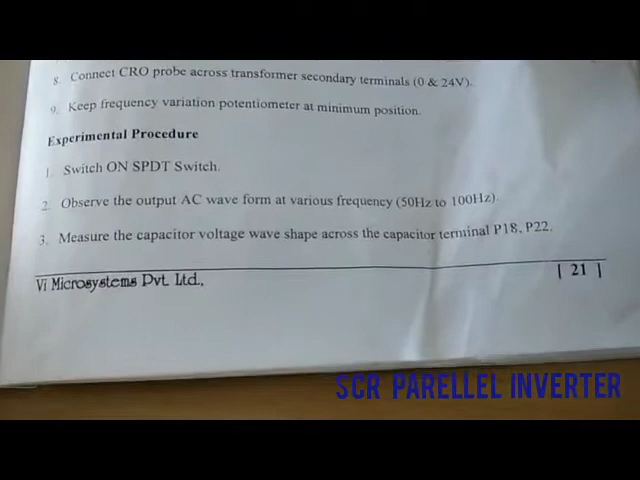 8. Connect CRO probe across transformer secondary terminals (0 & 24V).
9. Keep frequency variation potentiometer at minimum position.
Experimental Procedure
1. Switch ON SPDT Switch.
2. Observe the output AC wave form at various frequency (50Hz to 100Hz).
3. Measure the capacitor voltage wave shape across the capacitor terminal P18, P22.
Vi Microsystems Pvt. Ltd.,
| 21 |
SCR PARELLEL INVERTER